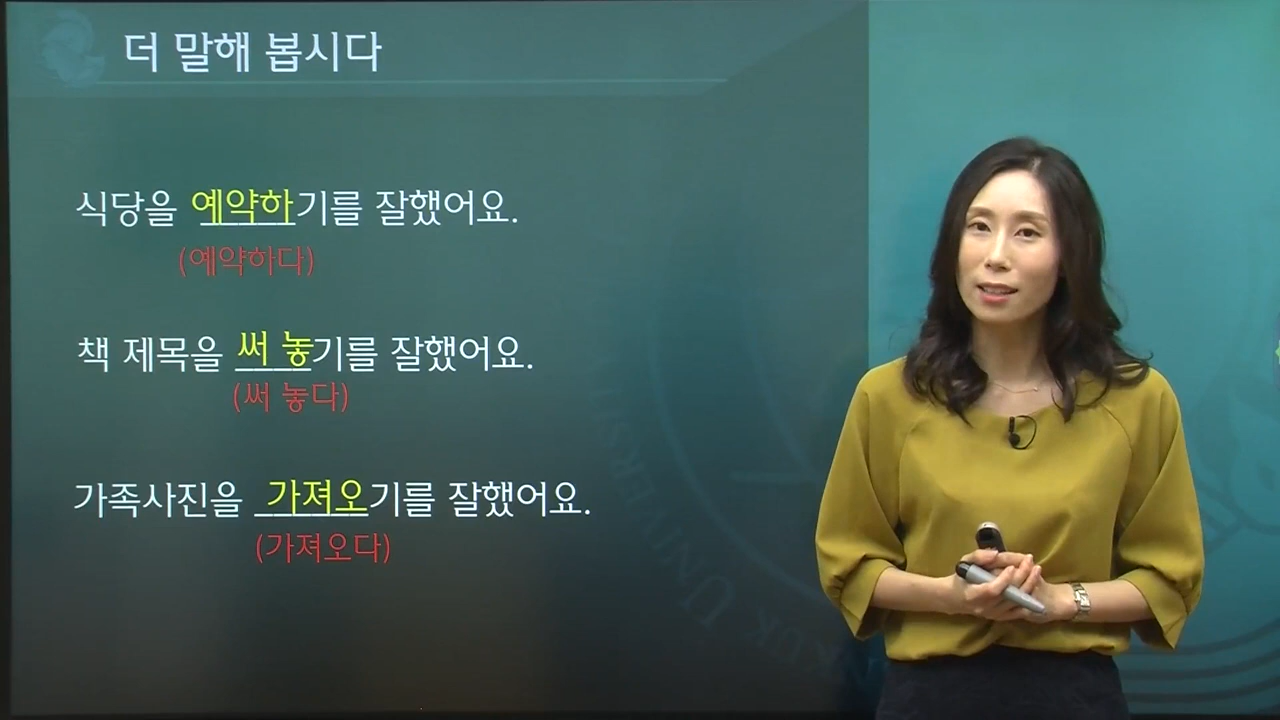 더 말해 봅시다
식당을 예약하기를 잘했어요.
(예약하다)
책 제목을 써 놓기를 잘했어요.
(써 놓다)
가족사진을 가져오기를 잘했어요.
(가져오다)